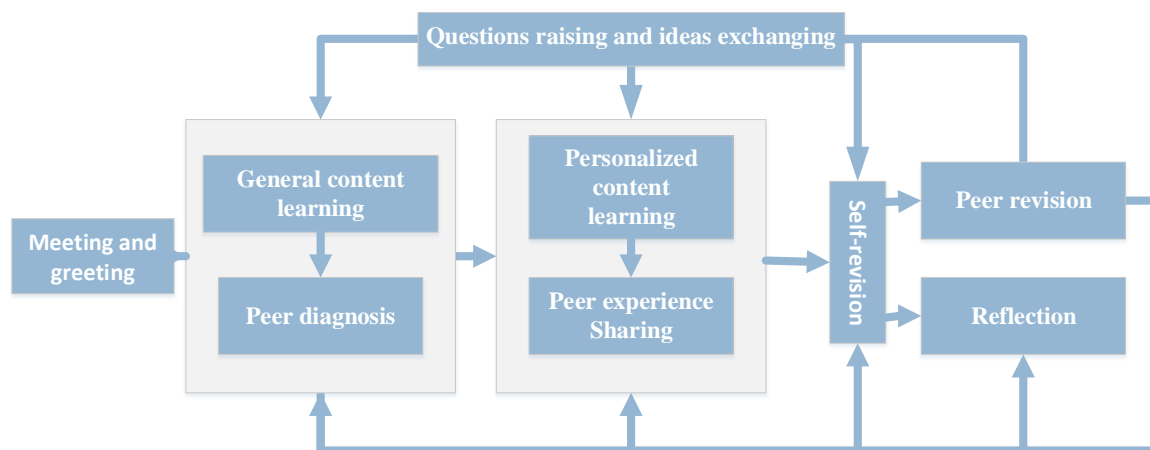 Questions raising and ideas exchanging
General content
learning
Peer diagnosis
Personalized
content
learning
Peer experience
Sharing
Meeting and
greeting
Self-revision
Peer revision
Reflection